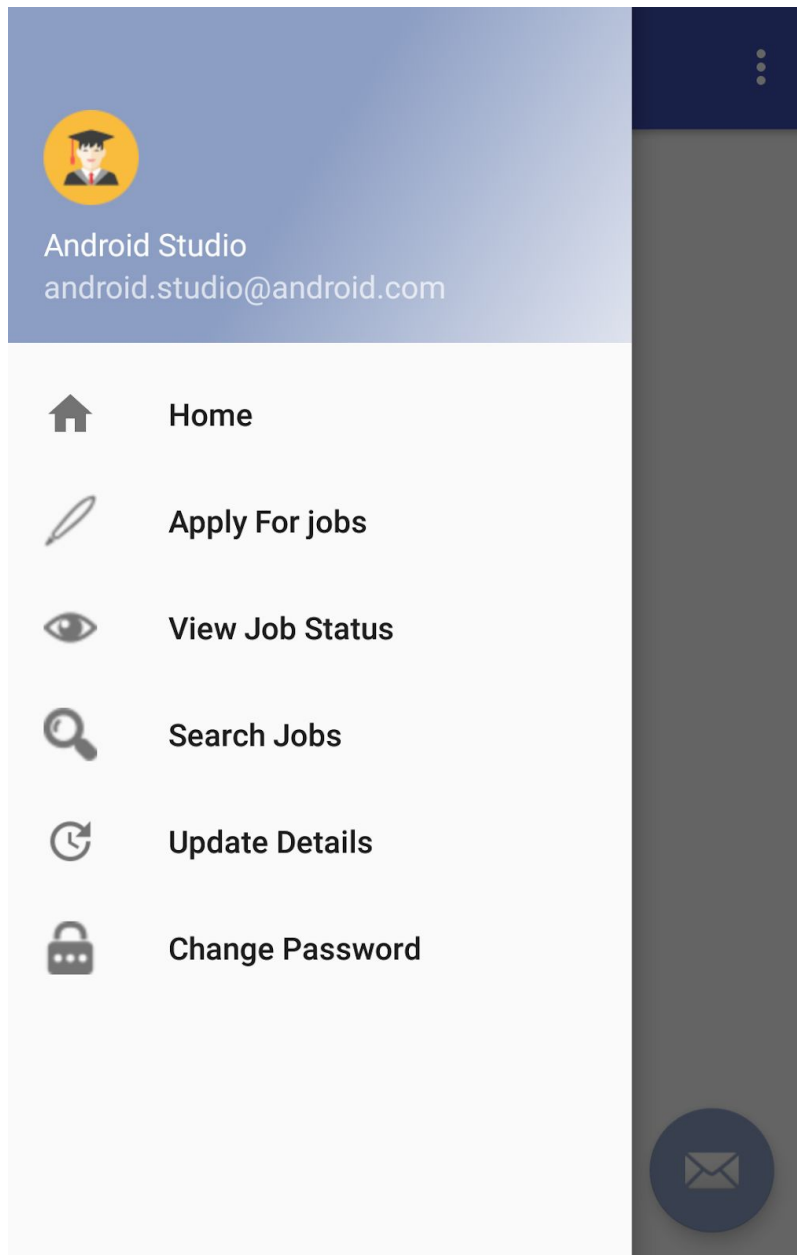 Android Studio
android.studio@android.com
Home
Apply For jobs
View Job Status
Search Jobs
Update Details
Change Password